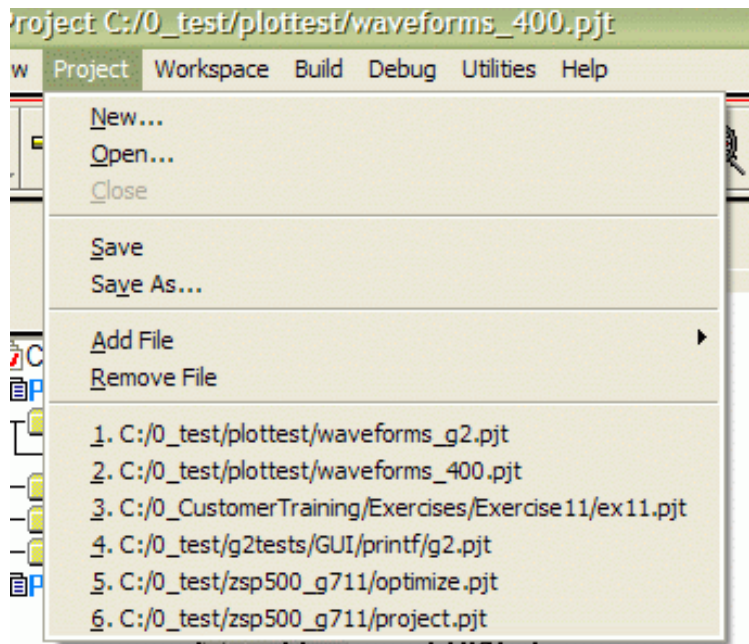 Project C:/0_test/plottest/waveforms_400.pjt
w Project Workspace Build Debug Utilities Help
New...
Open...
Close
Save
Save As...
Add File
Remove File
1. C:/0_test/plottest/waveforms_g2.pjt
2. C:/0_test/plottest/waveforms_400.pjt
3. C:/0_CustomerTraining/Exercises/Exercise11/ex11.pjt
4. C:/0_test/g2tests/GUI/printf/g2.pjt
5. C:/0_test/zsp500_g711/optimize.pjt
6. C:/0_test/zsp500_g711/project.pjt